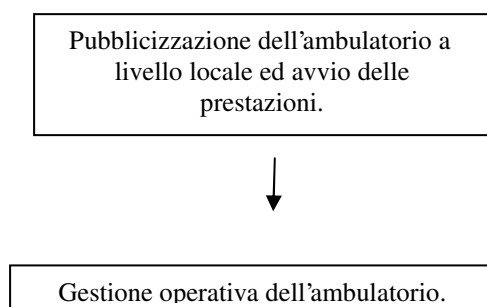 Pubblicizzazione dell'ambulatorio a
livello locale ed avvio delle
prestazioni.
Gestione operativa dell'ambulatorio.